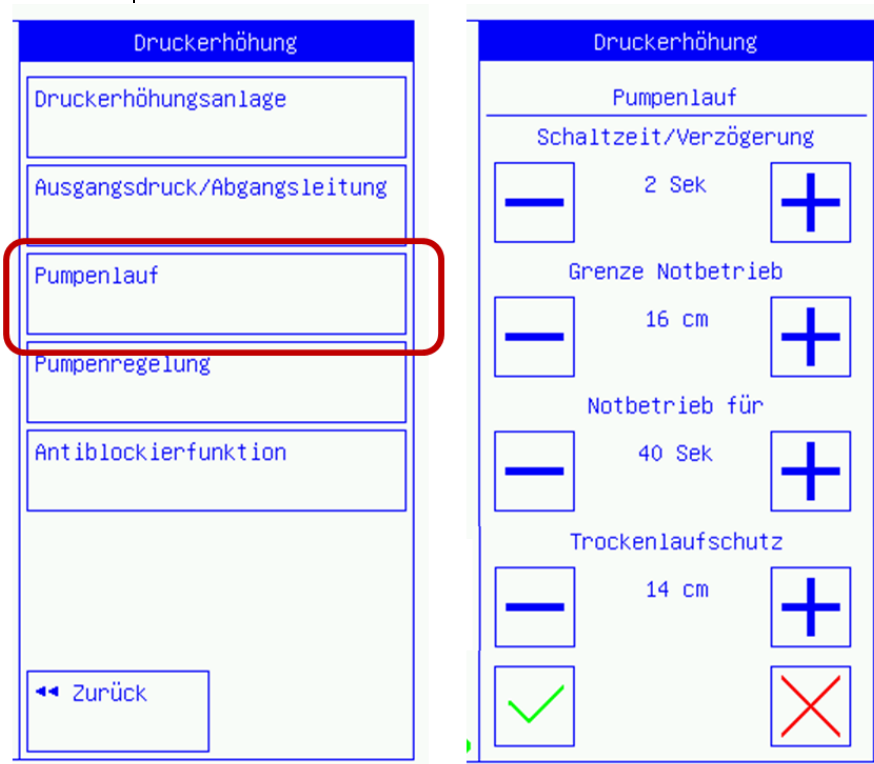 Druckerhöhung
Druckerhöhungsanlage
Ausgangsdruck/Abgangsleitung
Pumpenlauf
Pumpenregelung
Antiblockierfunktion
◄◄ Zurück
Druckerhöhung
Pumpenlauf
Schaltzeit/Verzögerung
2 Sek
Grenze Notbetrieb
16 cm
Notbetrieb für
40 Sek
Trockenlaufschutz
14 cm